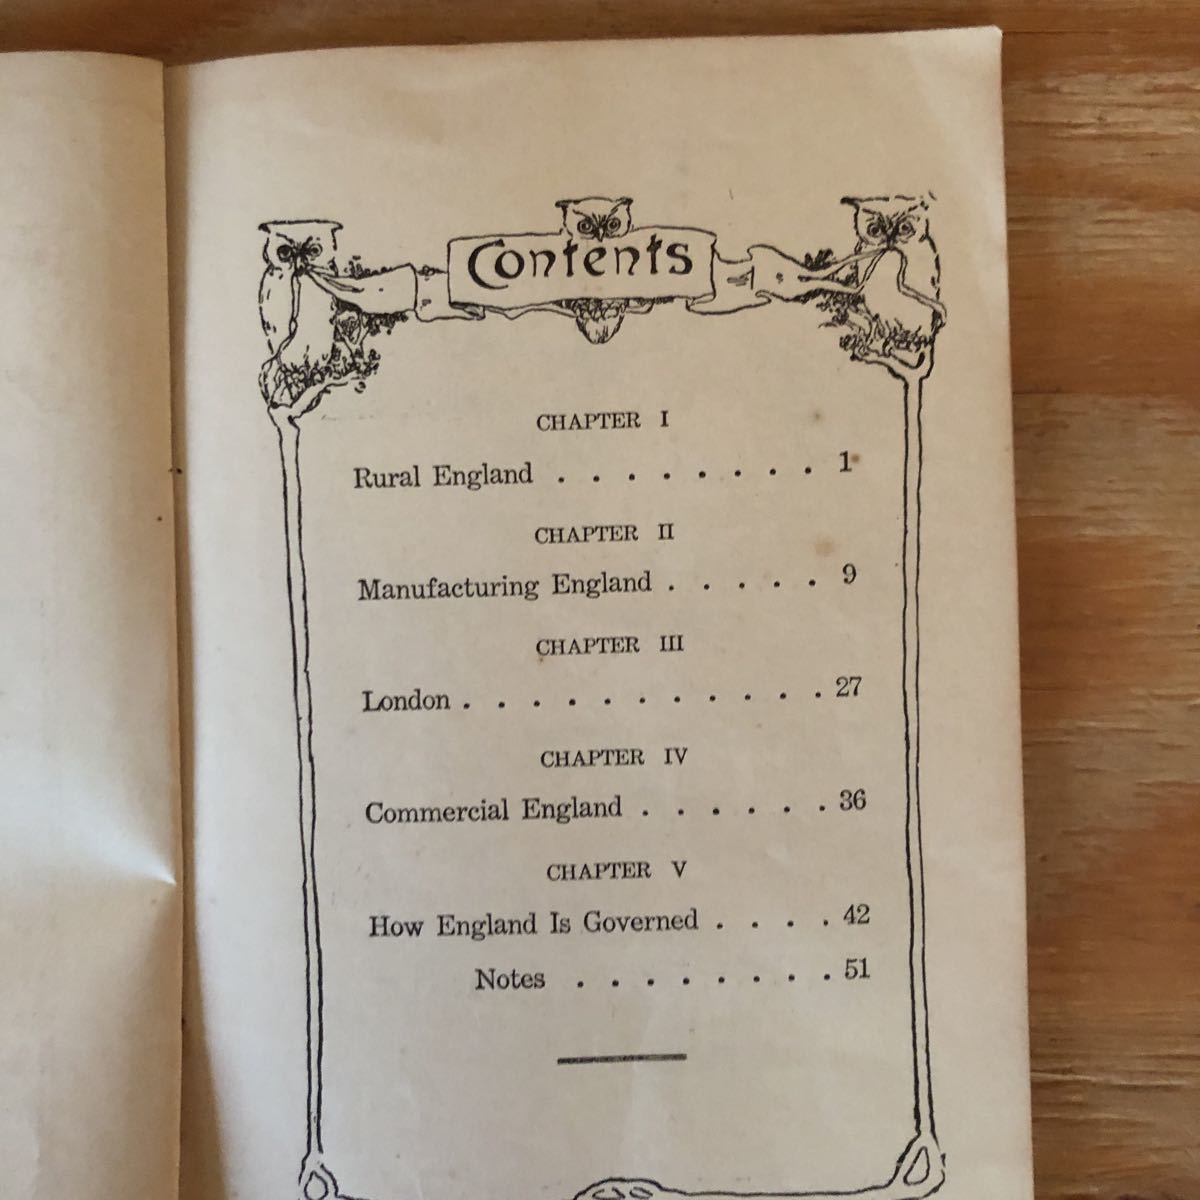 Contents
CHAPTER I
Rural England . . . . . . . . 1
CHAPTER II
Manufacturing England . . . . . 9
CHAPTER III
London . . . . . . . . . . . 27
CHAPTER IV
Commercial England . . . . . . 36
CHAPTER V
How England Is Governed . . . . 42
Notes . . . . . . . . 51